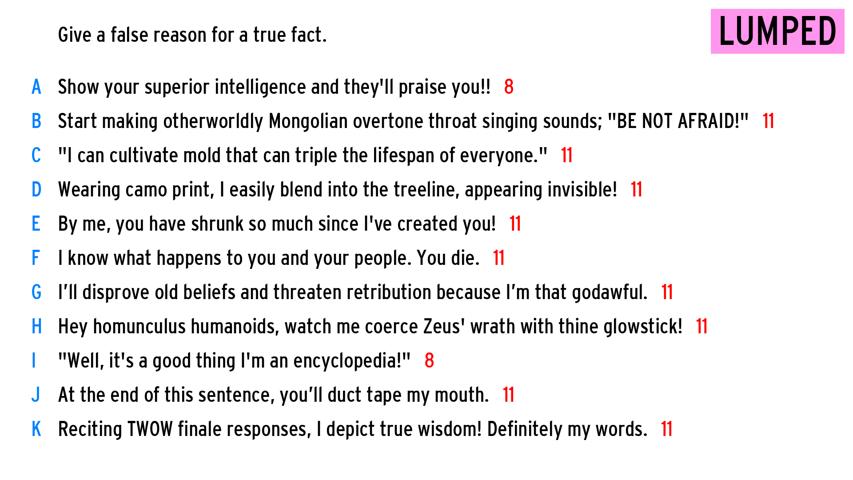 Give a false reason for a true fact.
LUMPED
A Show your superior intelligence and they'll praise you!! 8
B Start making otherworldly Mongolian overtone throat singing sounds; "BE NOT AFRAID!" 11
C "I can cultivate mold that can triple the lifespan of everyone." 11
D Wearing camo print, I easily blend into the treeline, appearing invisible! 11
E By me, you have shrunk so much since I've created you! 11
F I know what happens to you and your people. You die. 11
G I’ll disprove old beliefs and threaten retribution because I’m that godawful. 11
H Hey homunculus humanoids, watch me coerce Zeus' wrath with thine glowstick! 11
I "Well, it's a good thing I'm an encyclopedia!" 8
J At the end of this sentence, you’ll duct tape my mouth. 11
K Reciting TWOW finale responses, I depict true wisdom! Definitely my words. 11